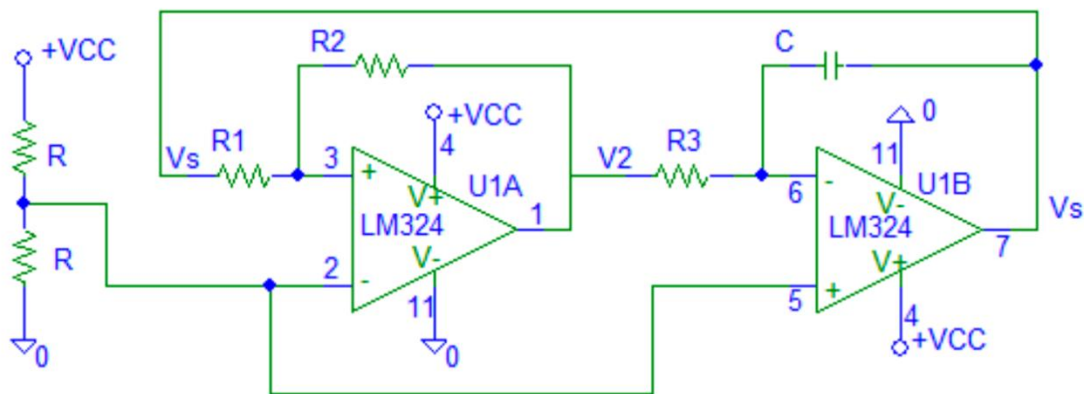 +VCC
R
R
0
Vs
R1
R2
3
+
+VCC
4
V+
U1A
LM324
1
V-
2
-
11
0
V2
R3
C
0
11
6
-
V-
U1B
LM324
7
Vs
V+
5
+
4
+VCC